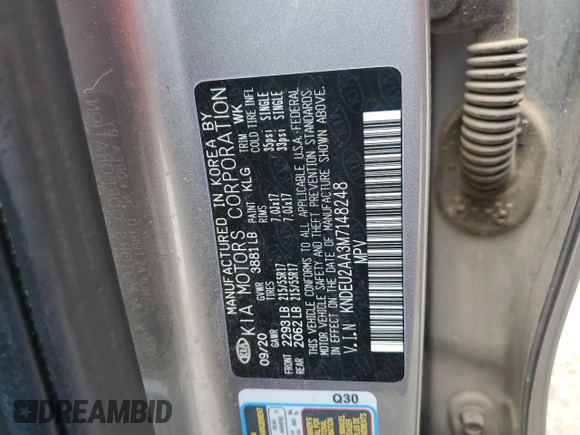 KIA
MANUFACTURED IN KOREA BY
KIA MOTORS CORPORATION
09/20 GVWR 3881LB PAINT KLG TRIM WK
TIRES RIMS COLD TIRE INFL
FRONT 2293LB 215/55R17 7.0Jx17 35psi SINGLE
REAR 2062LB 215/55R17 7.0Jx17 33psi SINGLE
THIS VEHICLE CONFORMS TO ALL APPLICABLE U.S.A.-FEDERAL
MOTOR VEHICLE SAFETY AND THEFT PREVENTION STANDARDS
IN EFFECT ON THE DATE OF MANUFACTURE SHOWN ABOVE.
V.I.N KNDEU2AA3M7148248
MPV
Q30
DREAMBID